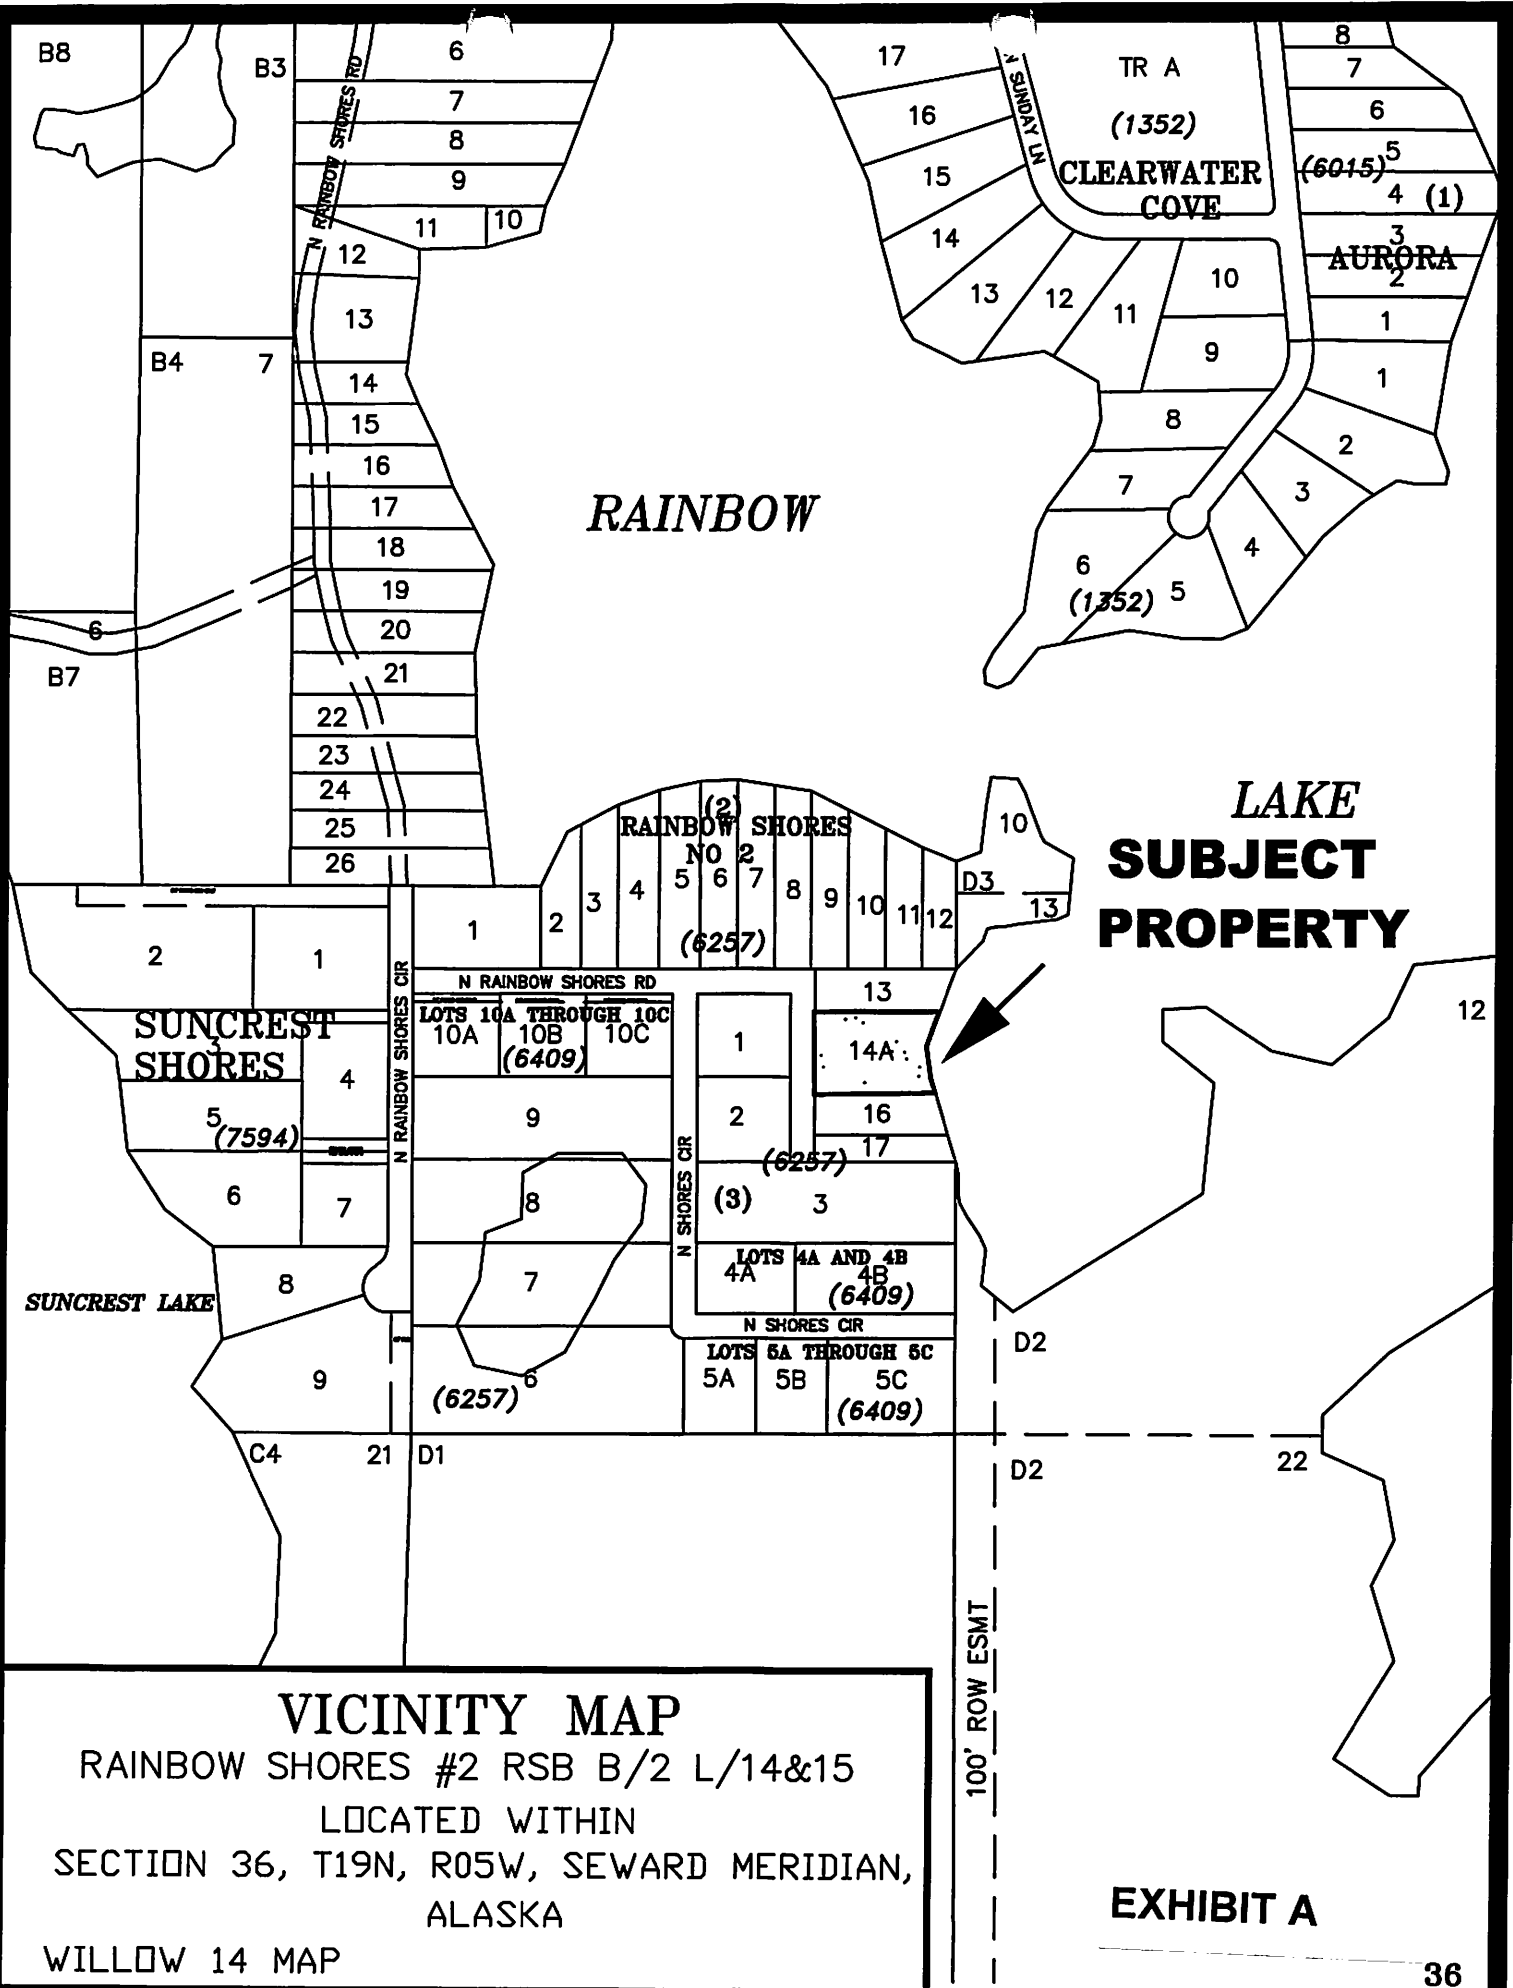 B8
B3
N RAINBOW SHORES RD
6
7
8
9
11
10
12
13
14
15
16
17
18
19
20
21
22
23
24
25
26
B4
7
6
B7
17
16
15
14
13
12
11
10
9
8
7
6
(1352)
5
4
3
2
1
N SUNDAY LN
TR A
(1352)
CLEARWATER
COVE
8
7
6
5
(6015)
4
(1)
3
AURORA
2
1
RAINBOW
LAKE
SUBJECT
PROPERTY
10
D3
13
12
(2)
RAINBOW SHORES
NO 2
1
2
3
4
5
6
7
8
9
10
11
12
(6257)
N RAINBOW SHORES RD
13
14A
16
17
2
1
SUNCREST
3
SHORES
4
5
(7594)
6
7
8
9
SUNCREST LAKE
N RAINBOW SHORES CIR
LOTS 10A THROUGH 10C
10A
10B
10C
(6409)
9
8
7
6
(6257)
N SHORES CIR
1
2
(6257)
(3)
3
LOTS 4A AND 4B
4A
4B
(6409)
N SHORES CIR
LOTS 5A THROUGH 5C
5A
5B
5C
(6409)
D2
C4
21
D1
D2
22
100' ROW ESMT
VICINITY MAP
RAINBOW SHORES #2 RSB B/2 L/14&15
LOCATED WITHIN
SECTION 36, T19N, R05W, SEWARD MERIDIAN,
ALASKA
WILLOW 14 MAP
EXHIBIT A
36